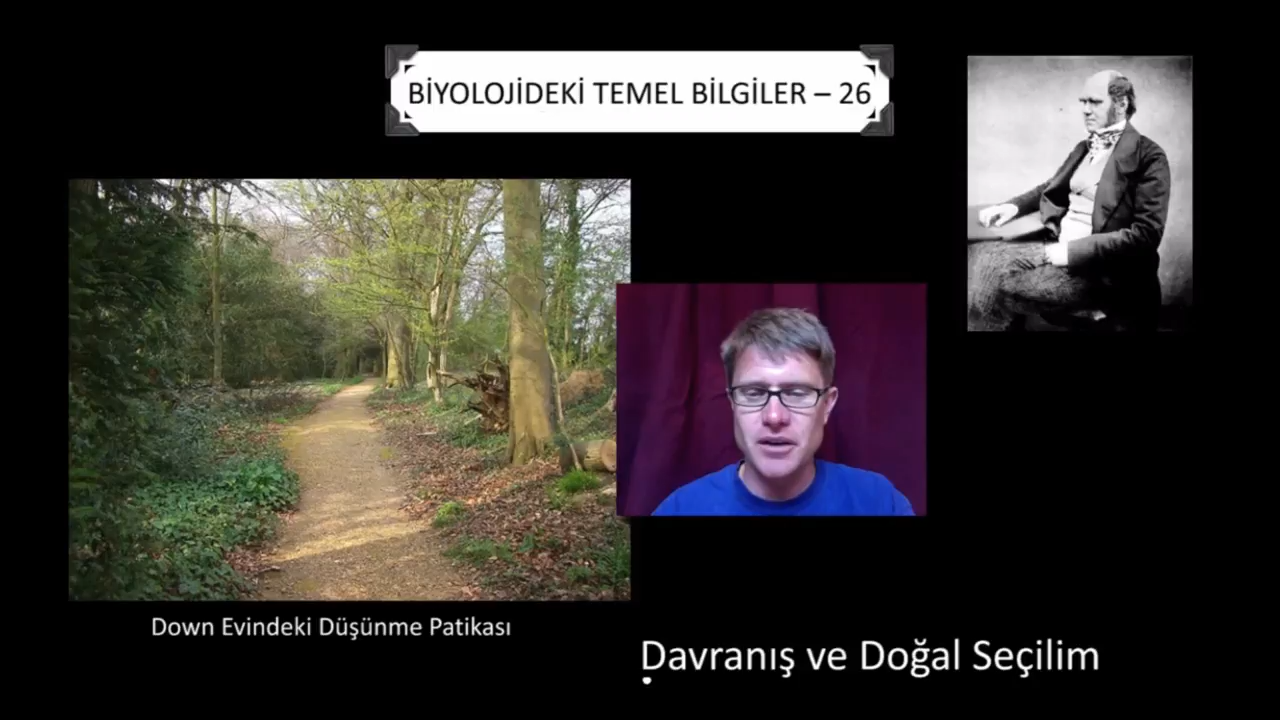 BİYOLOJİDEKİ TEMEL BİLGİLER – 26
Down Evindeki Düşünme Patikası
Davranış ve Doğal Seçilim